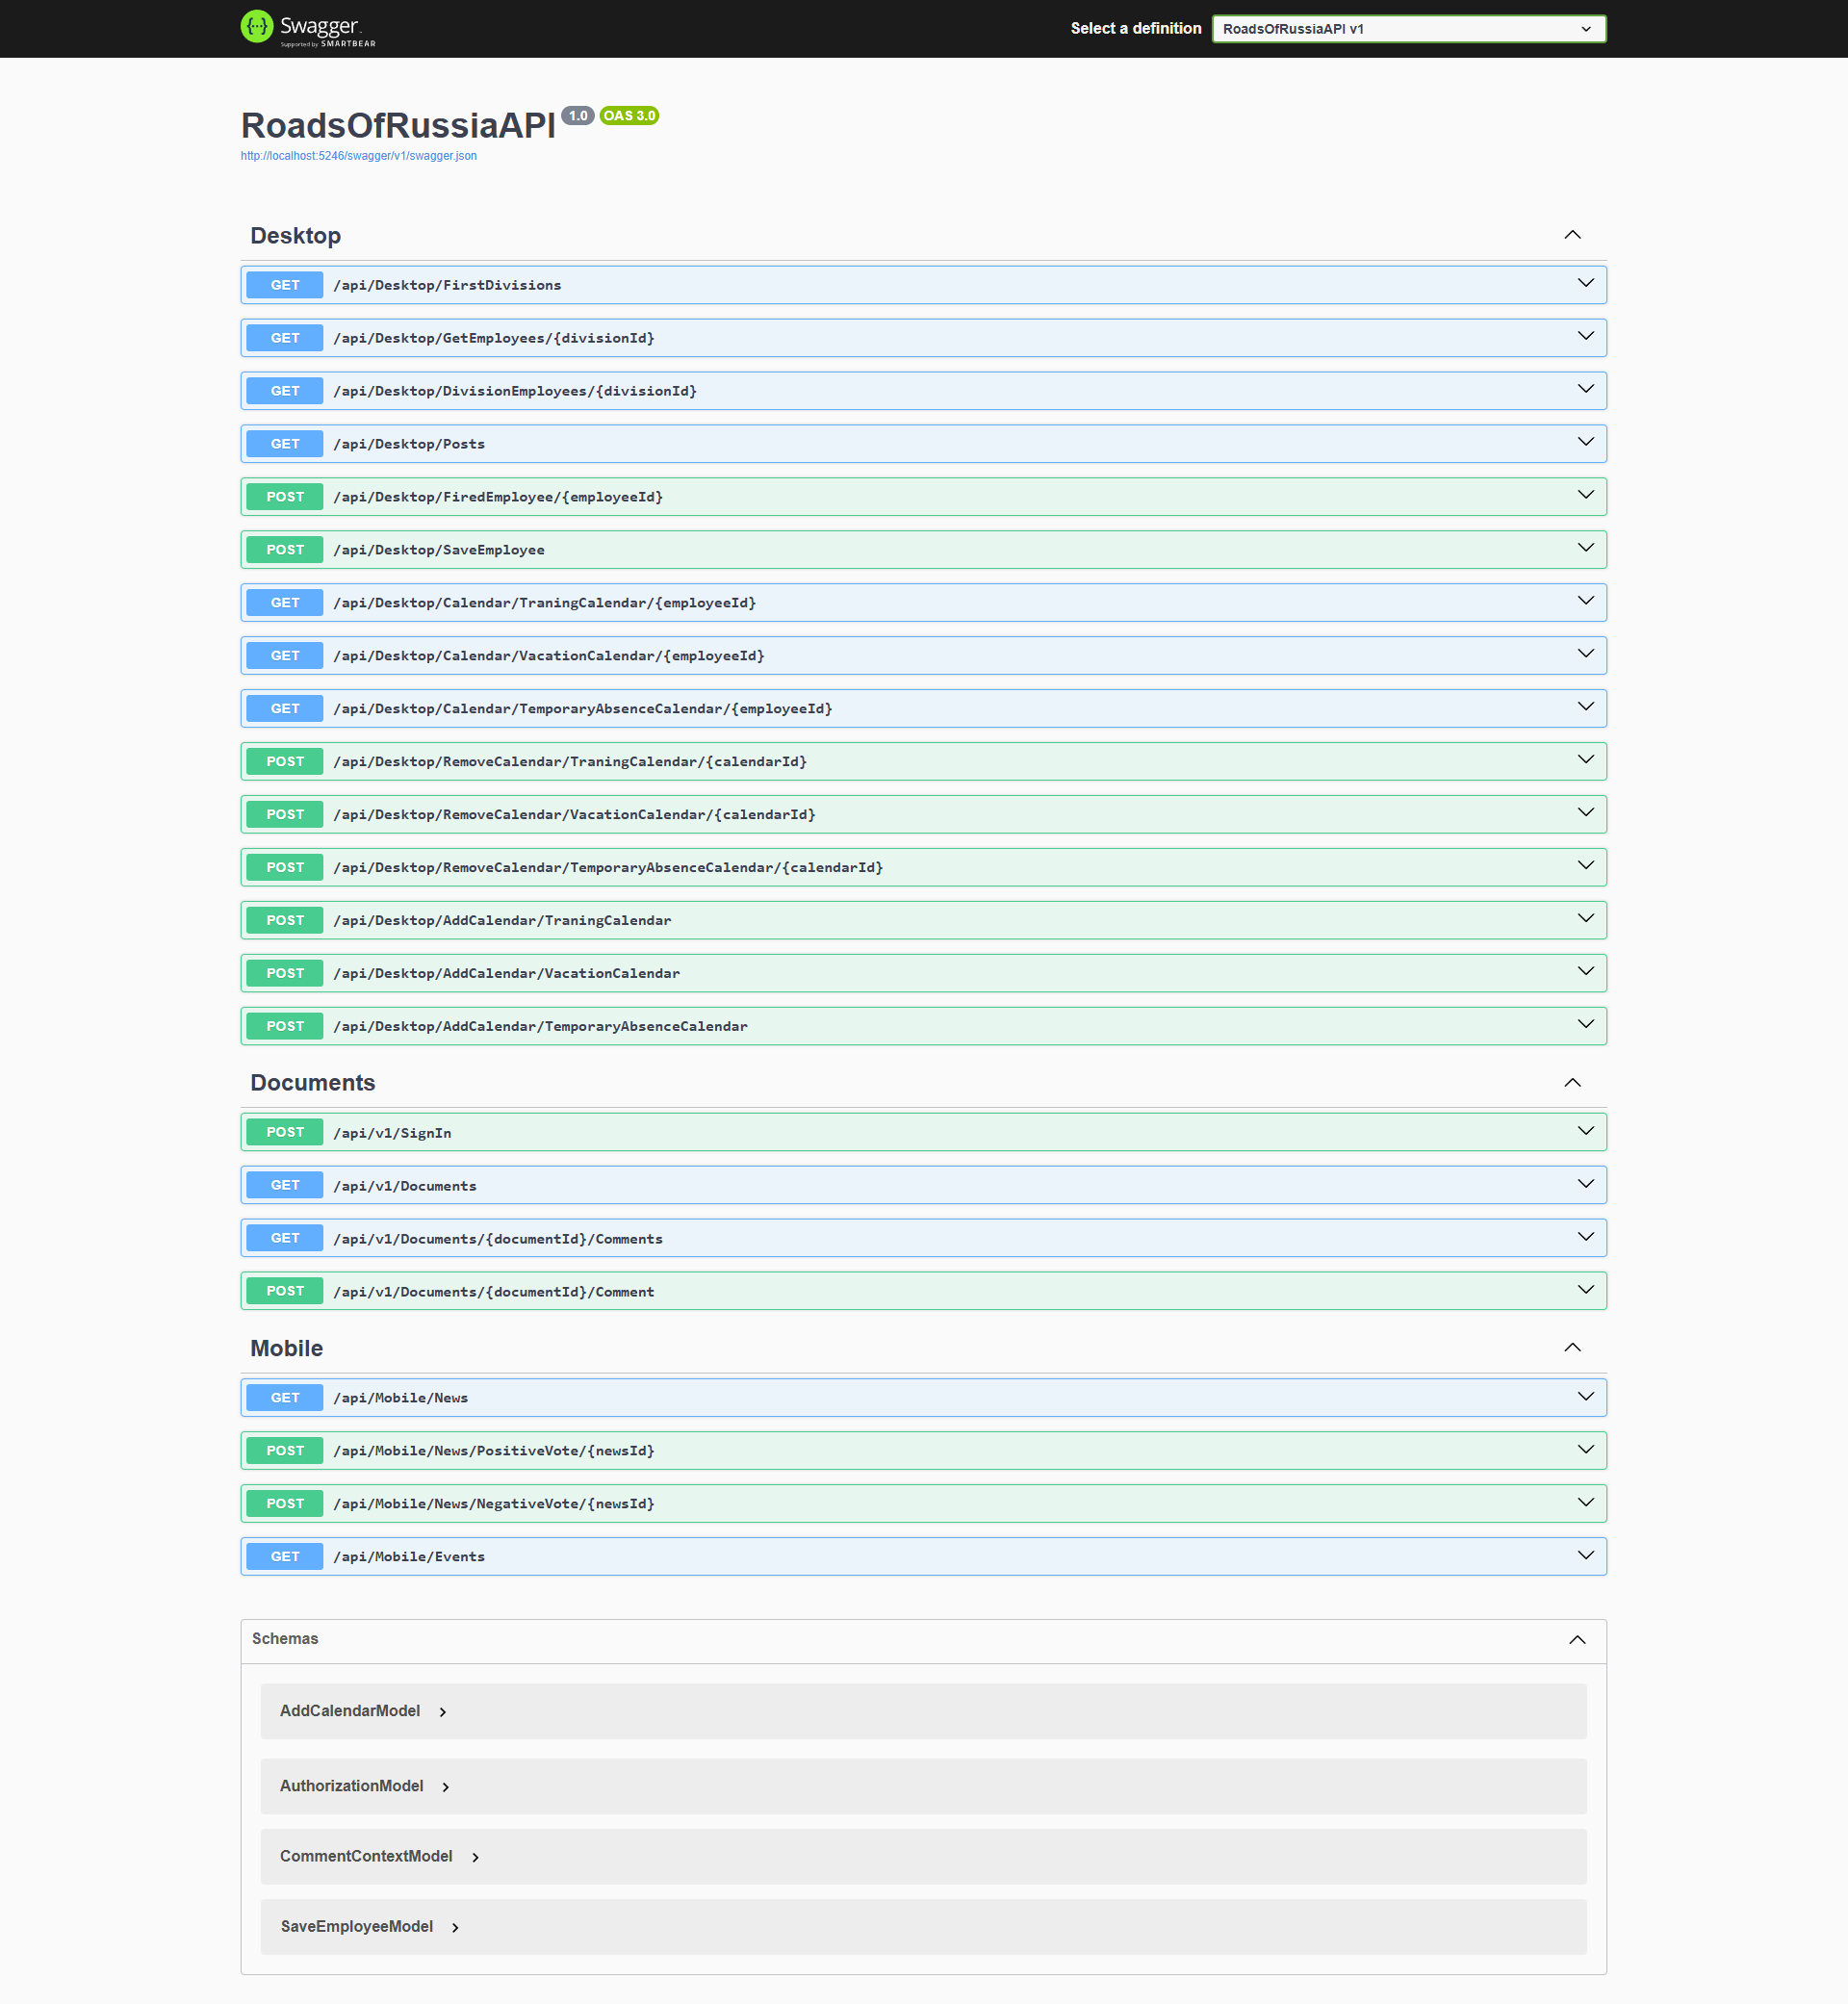 Swagger
Supported by SMARTBEAR
Select a definition
RoadsOfRussiaAPI v1
RoadsOfRussiaAPI 1.0 OAS 3.0
http://localhost:5246/swagger/v1/swagger.json
Desktop
GET /api/Desktop/FirstDivisions
GET /api/Desktop/GetEmployees/{divisionId}
GET /api/Desktop/DivisionEmployees/{divisionId}
GET /api/Desktop/Posts
POST /api/Desktop/FiredEmployee/{employeeId}
POST /api/Desktop/SaveEmployee
GET /api/Desktop/Calendar/TraningCalendar/{employeeId}
GET /api/Desktop/Calendar/VacationCalendar/{employeeId}
GET /api/Desktop/Calendar/TemporaryAbsenceCalendar/{employeeId}
POST /api/Desktop/RemoveCalendar/TraningCalendar/{calendarId}
POST /api/Desktop/RemoveCalendar/VacationCalendar/{calendarId}
POST /api/Desktop/RemoveCalendar/TemporaryAbsenceCalendar/{calendarId}
POST /api/Desktop/AddCalendar/TraningCalendar
POST /api/Desktop/AddCalendar/VacationCalendar
POST /api/Desktop/AddCalendar/TemporaryAbsenceCalendar
Documents
POST /api/v1/SignIn
GET /api/v1/Documents
GET /api/v1/Documents/{documentId}/Comments
POST /api/v1/Documents/{documentId}/Comment
Mobile
GET /api/Mobile/News
POST /api/Mobile/News/PositiveVote/{newsId}
POST /api/Mobile/News/NegativeVote/{newsId}
GET /api/Mobile/Events
Schemas
AddCalendarModel
AuthorizationModel
CommentContextModel
SaveEmployeeModel